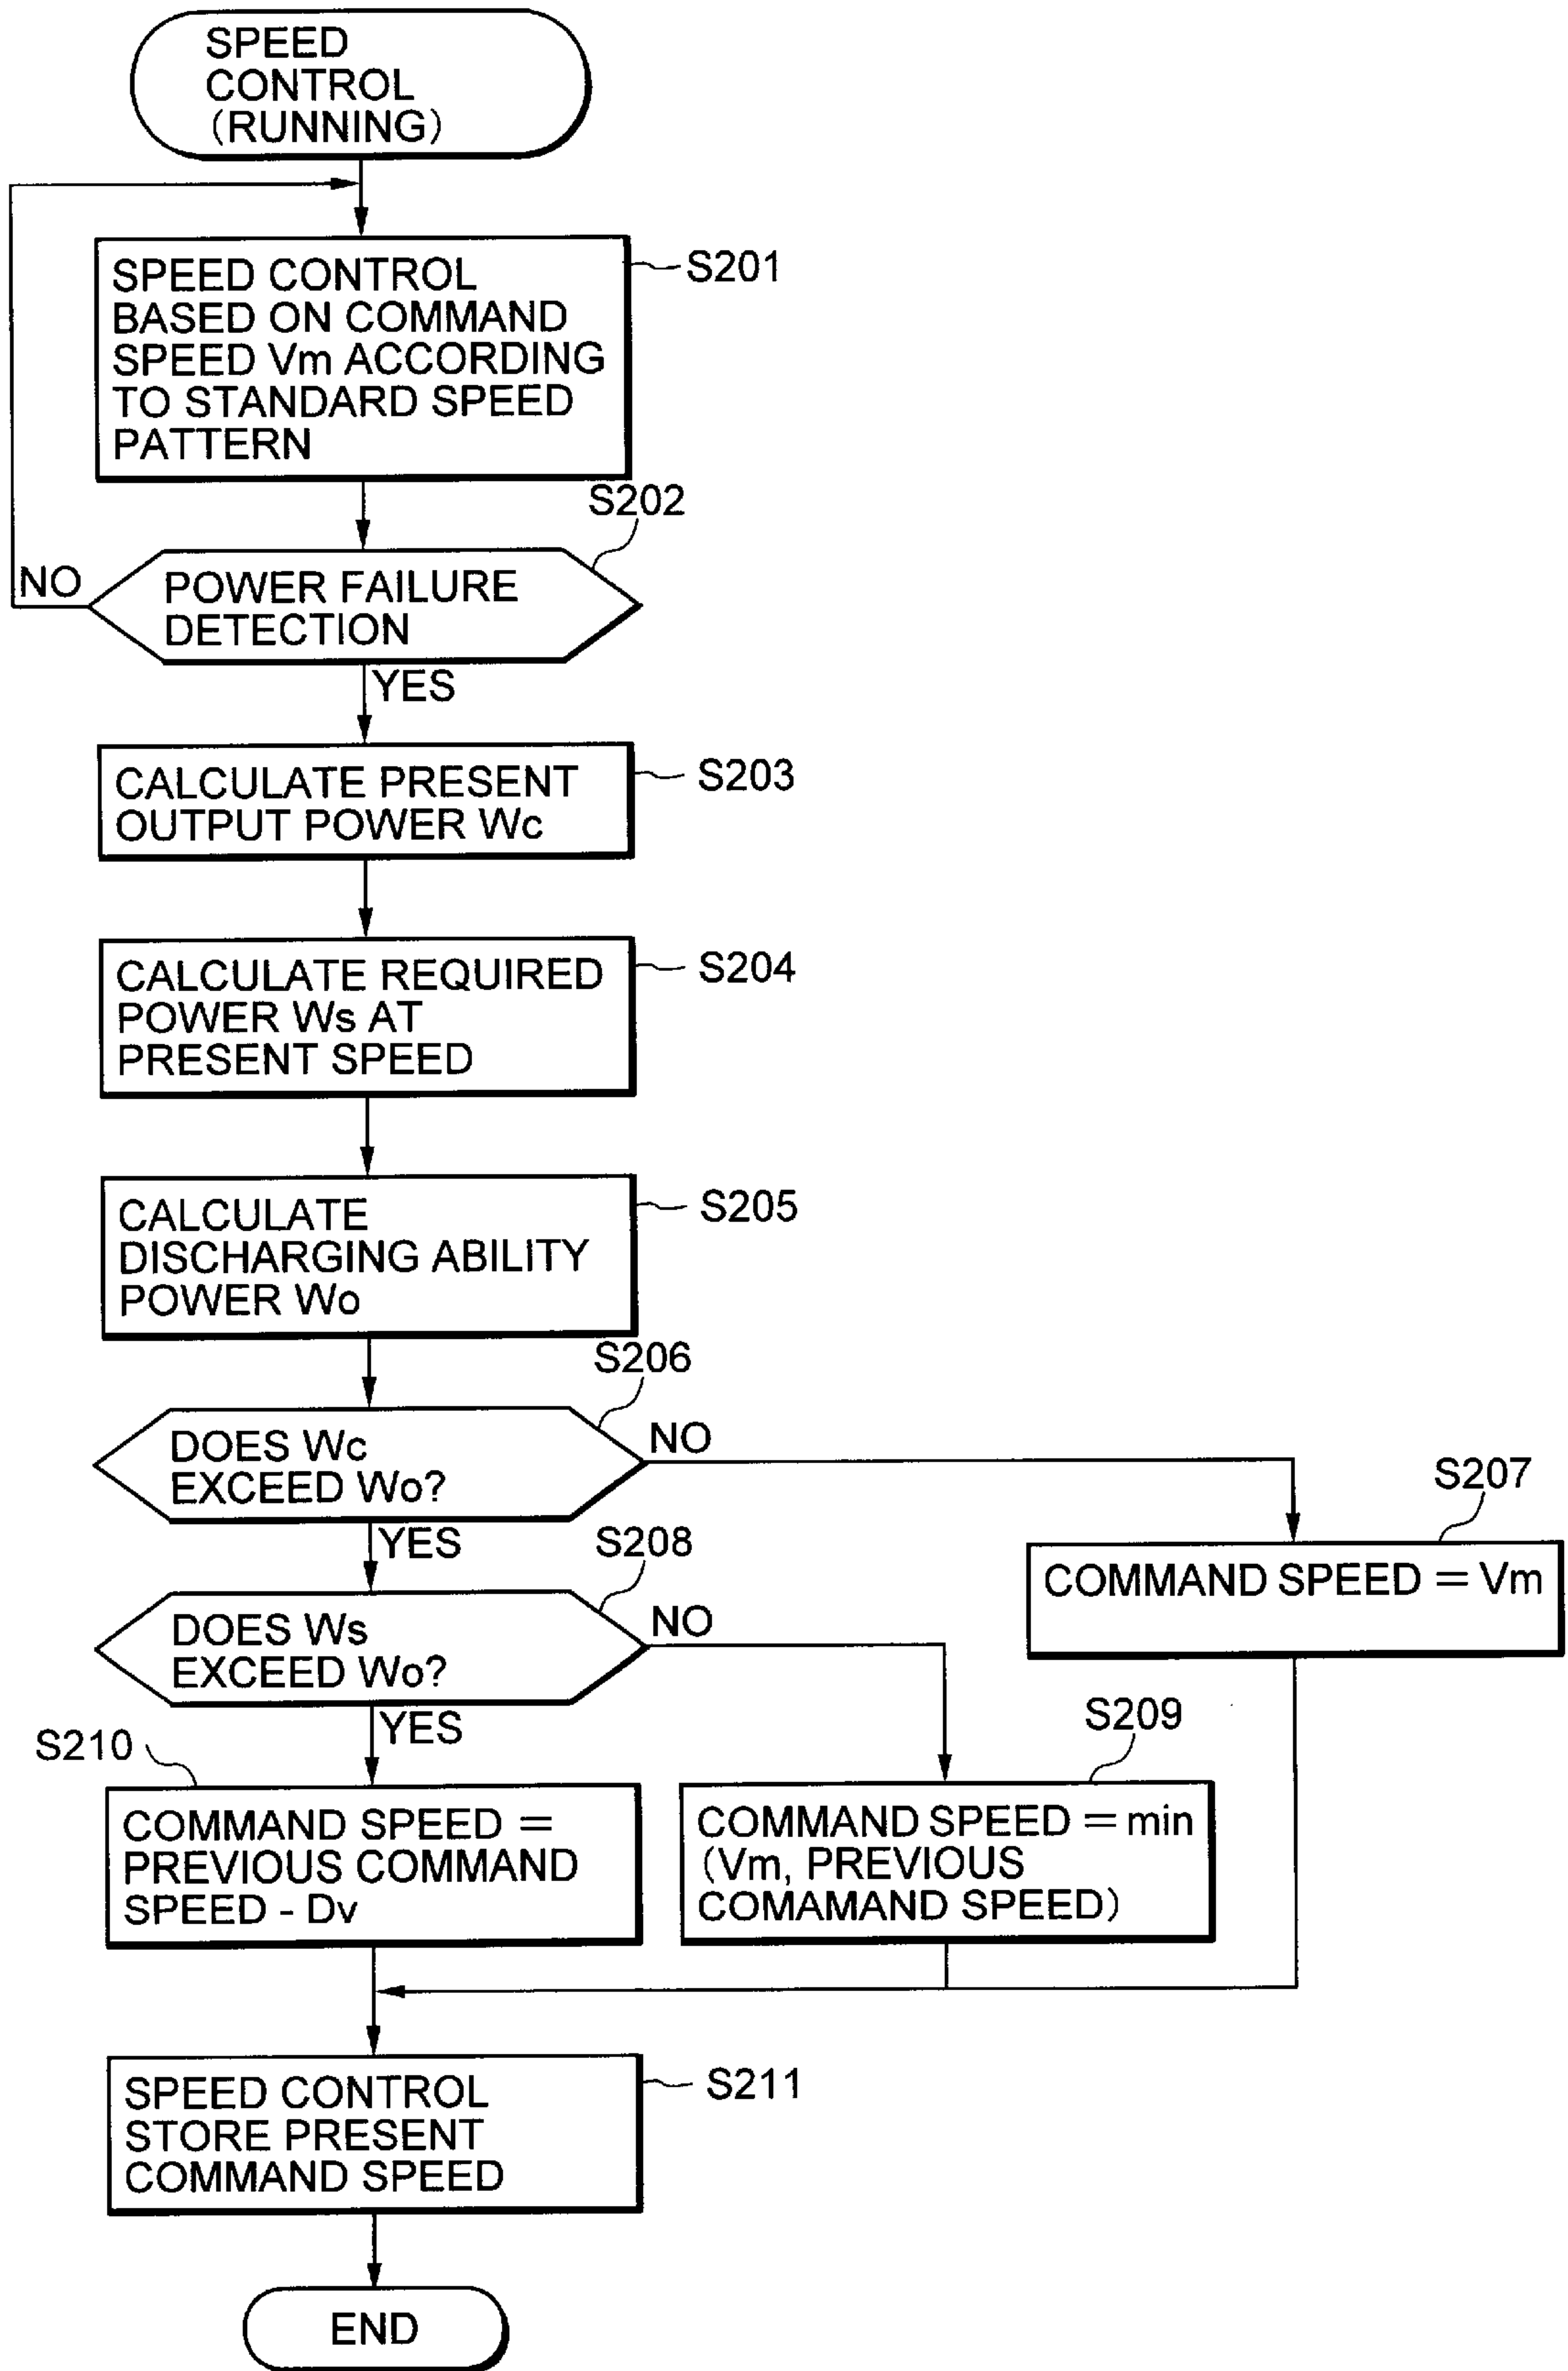 SPEED
CONTROL
(RUNNING)
SPEED CONTROL
BASED ON COMMAND
SPEED Vm ACCORDING
TO STANDARD SPEED
PATTERN
S201
S202
NO
POWER FAILURE
DETECTION
YES
CALCULATE PRESENT
OUTPUT POWER Wc
S203
CALCULATE REQUIRED
POWER Ws AT
PRESENT SPEED
S204
CALCULATE
DISCHARGING ABILITY
POWER Wo
S205
S206
DOES Wc
EXCEED Wo?
NO
YES
S207
COMMAND SPEED = Vm
S208
DOES Ws
EXCEED Wo?
NO
YES
S209
COMMAND SPEED = min
(Vm, PREVIOUS
COMAMAND SPEED)
S210
COMMAND SPEED =
PREVIOUS COMMAND
SPEED - Dv
SPEED CONTROL
STORE PRESENT
COMMAND SPEED
S211
END